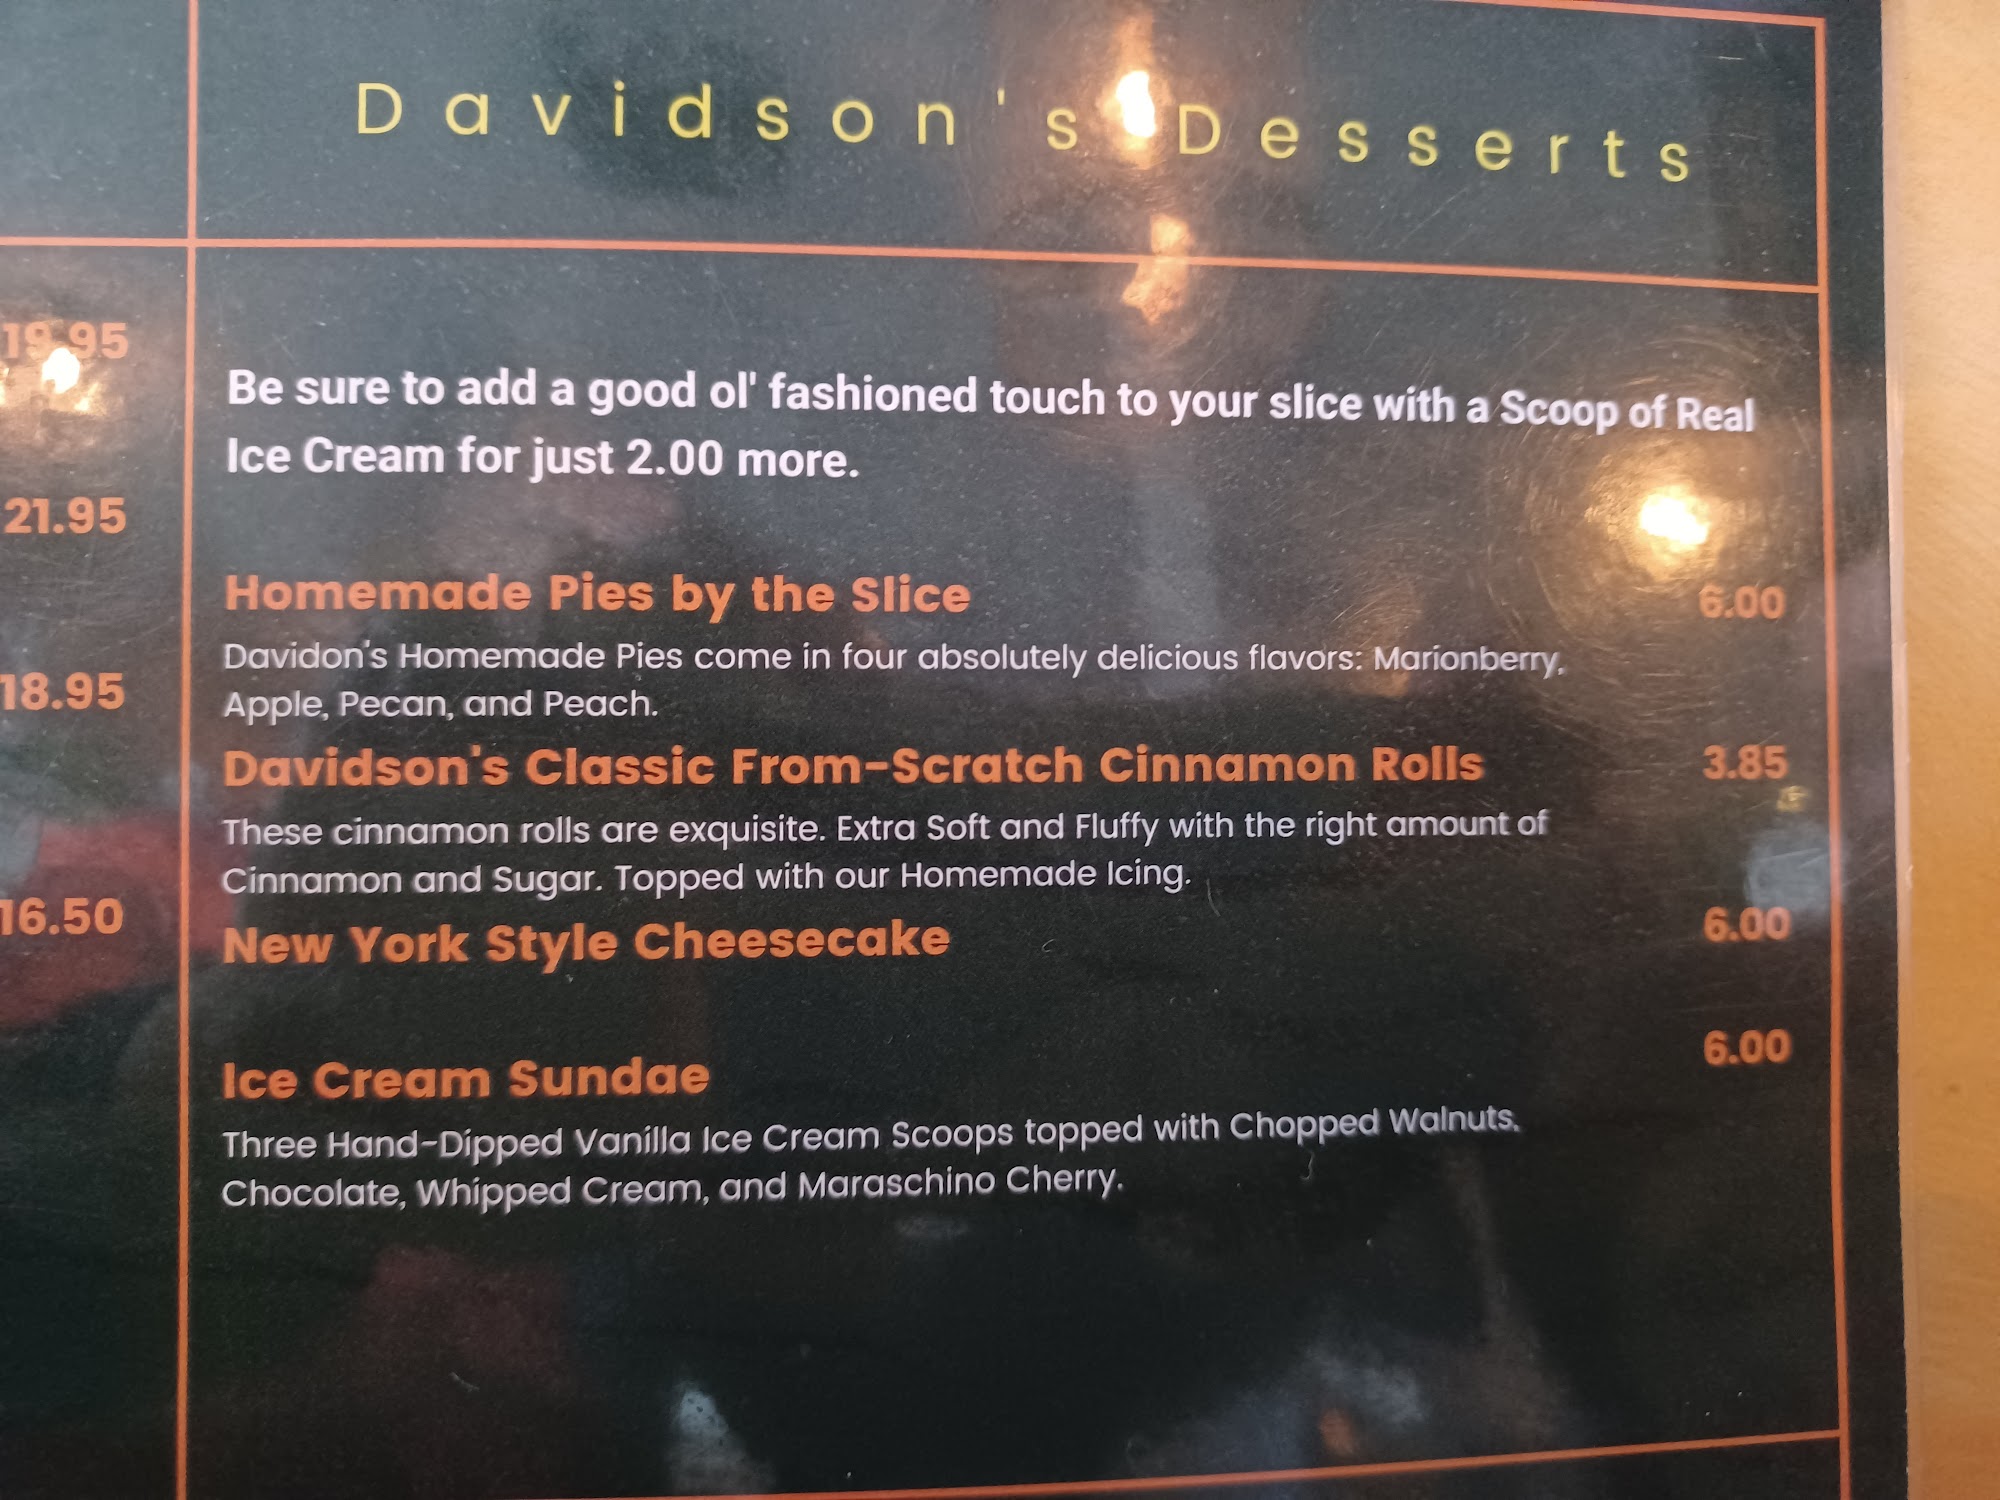 Davidson's Desserts
19.95
21.95
18.95
16.50
Be sure to add a good ol' fashioned touch to your slice with a Scoop of Real
Ice Cream for just 2.00 more.
Homemade Pies by the Slice 6.00
Davidon's Homemade Pies come in four absolutely delicious flavors: Marionberry,
Apple, Pecan, and Peach.
Davidson's Classic From-Scratch Cinnamon Rolls 3.85
These cinnamon rolls are exquisite. Extra Soft and Fluffy with the right amount of
Cinnamon and Sugar. Topped with our Homemade Icing.
New York Style Cheesecake 6.00
Ice Cream Sundae 6.00
Three Hand-Dipped Vanilla Ice Cream Scoops topped with Chopped Walnuts,
Chocolate, Whipped Cream, and Maraschino Cherry.